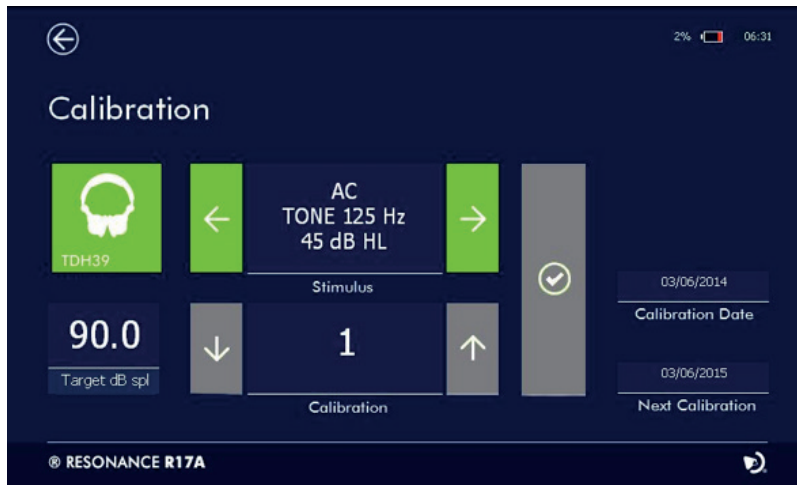 2% 06:31
Calibration
TDH39
AC
TONE 125 Hz
45 dB HL
Stimulus
90.0
Target dB spl
1
Calibration
03/06/2014
Calibration Date
03/06/2015
Next Calibration
® RESONANCE R17A